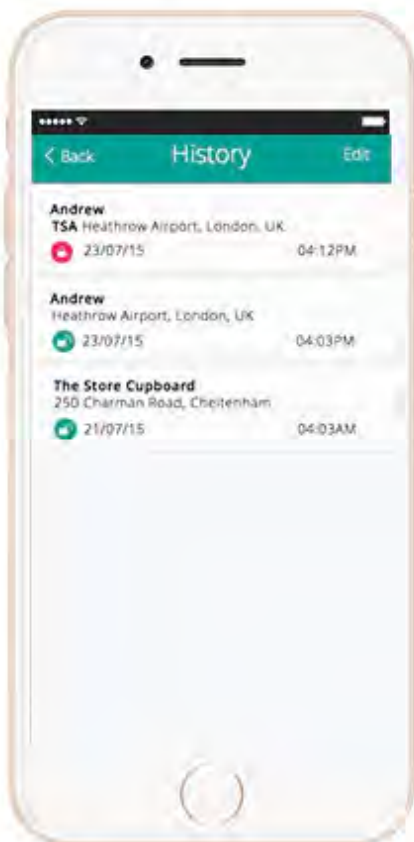 < Back History Edit
Andrew
TSA Heathrow Airport, London, UK
23/07/15 04:12PM
Andrew
Heathrow Airport, London, UK
23/07/15 04:03PM
The Store Cupboard
250 Charman Road, Cheltenham
21/07/15 04:03AM